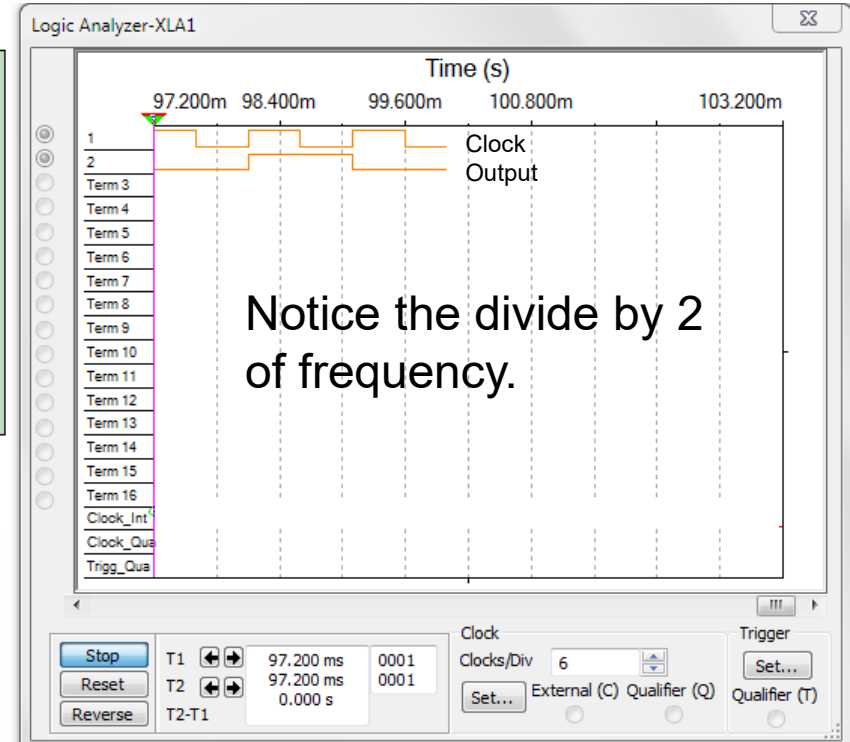 Logic Analyzer-XLA1
Time (s)
97.200m 98.400m 99.600m 100.800m 103.200m
1 Clock
2 Output
Term 3
Term 4
Term 5
Term 6
Term 7
Term 8
Term 9
Term 10
Term 11
Term 12
Term 13
Term 14
Term 15
Term 16
Clock_Int
Clock_Qua
Trigg_Qua
Notice the divide by 2
of frequency.
Stop
Reset
Reverse
T1 97.200 ms 0001
T2 97.200 ms 0001
T2-T1 0.000 s
Clock
Clocks/Div 6
Set... External (C) Qualifier (Q)
Trigger
Set...
Qualifier (T)